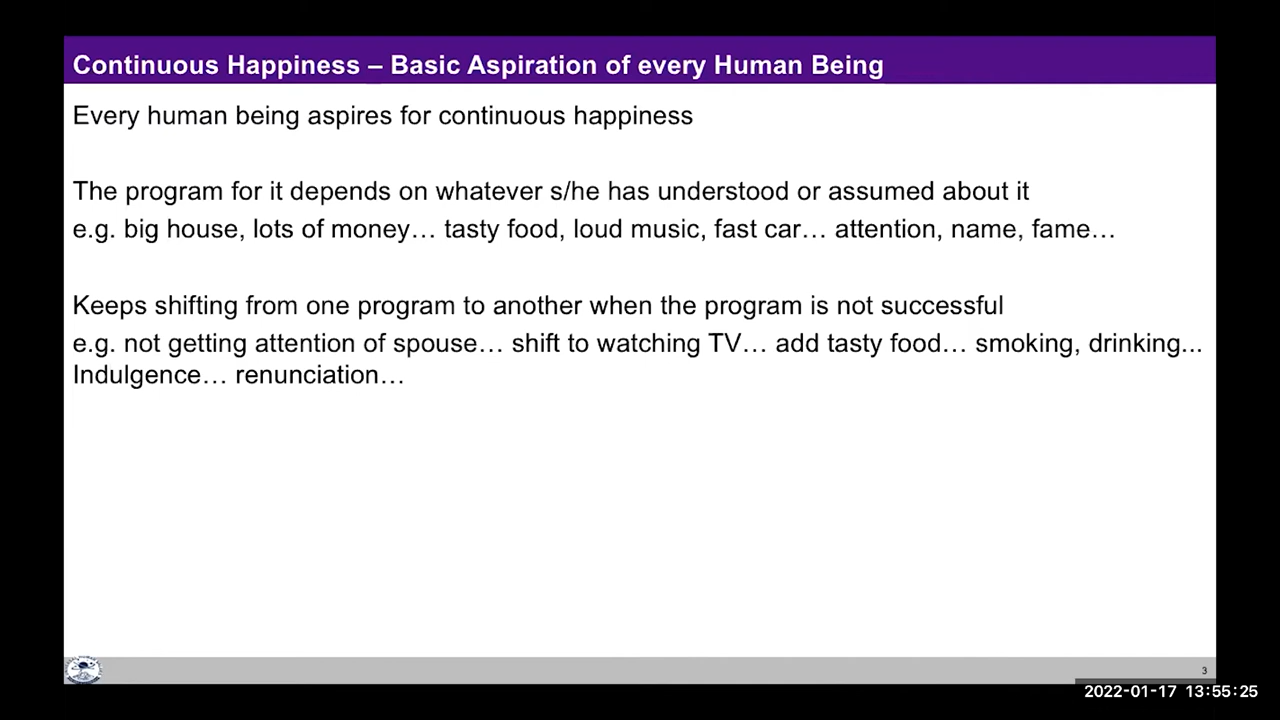 Continuous Happiness – Basic Aspiration of every Human Being
Every human being aspires for continuous happiness
The program for it depends on whatever s/he has understood or assumed about it
e.g. big house, lots of money… tasty food, loud music, fast car… attention, name, fame…
Keeps shifting from one program to another when the program is not successful
e.g. not getting attention of spouse… shift to watching TV… add tasty food… smoking, drinking...
Indulgence… renunciation…
3
2022-01-17 13:55:25